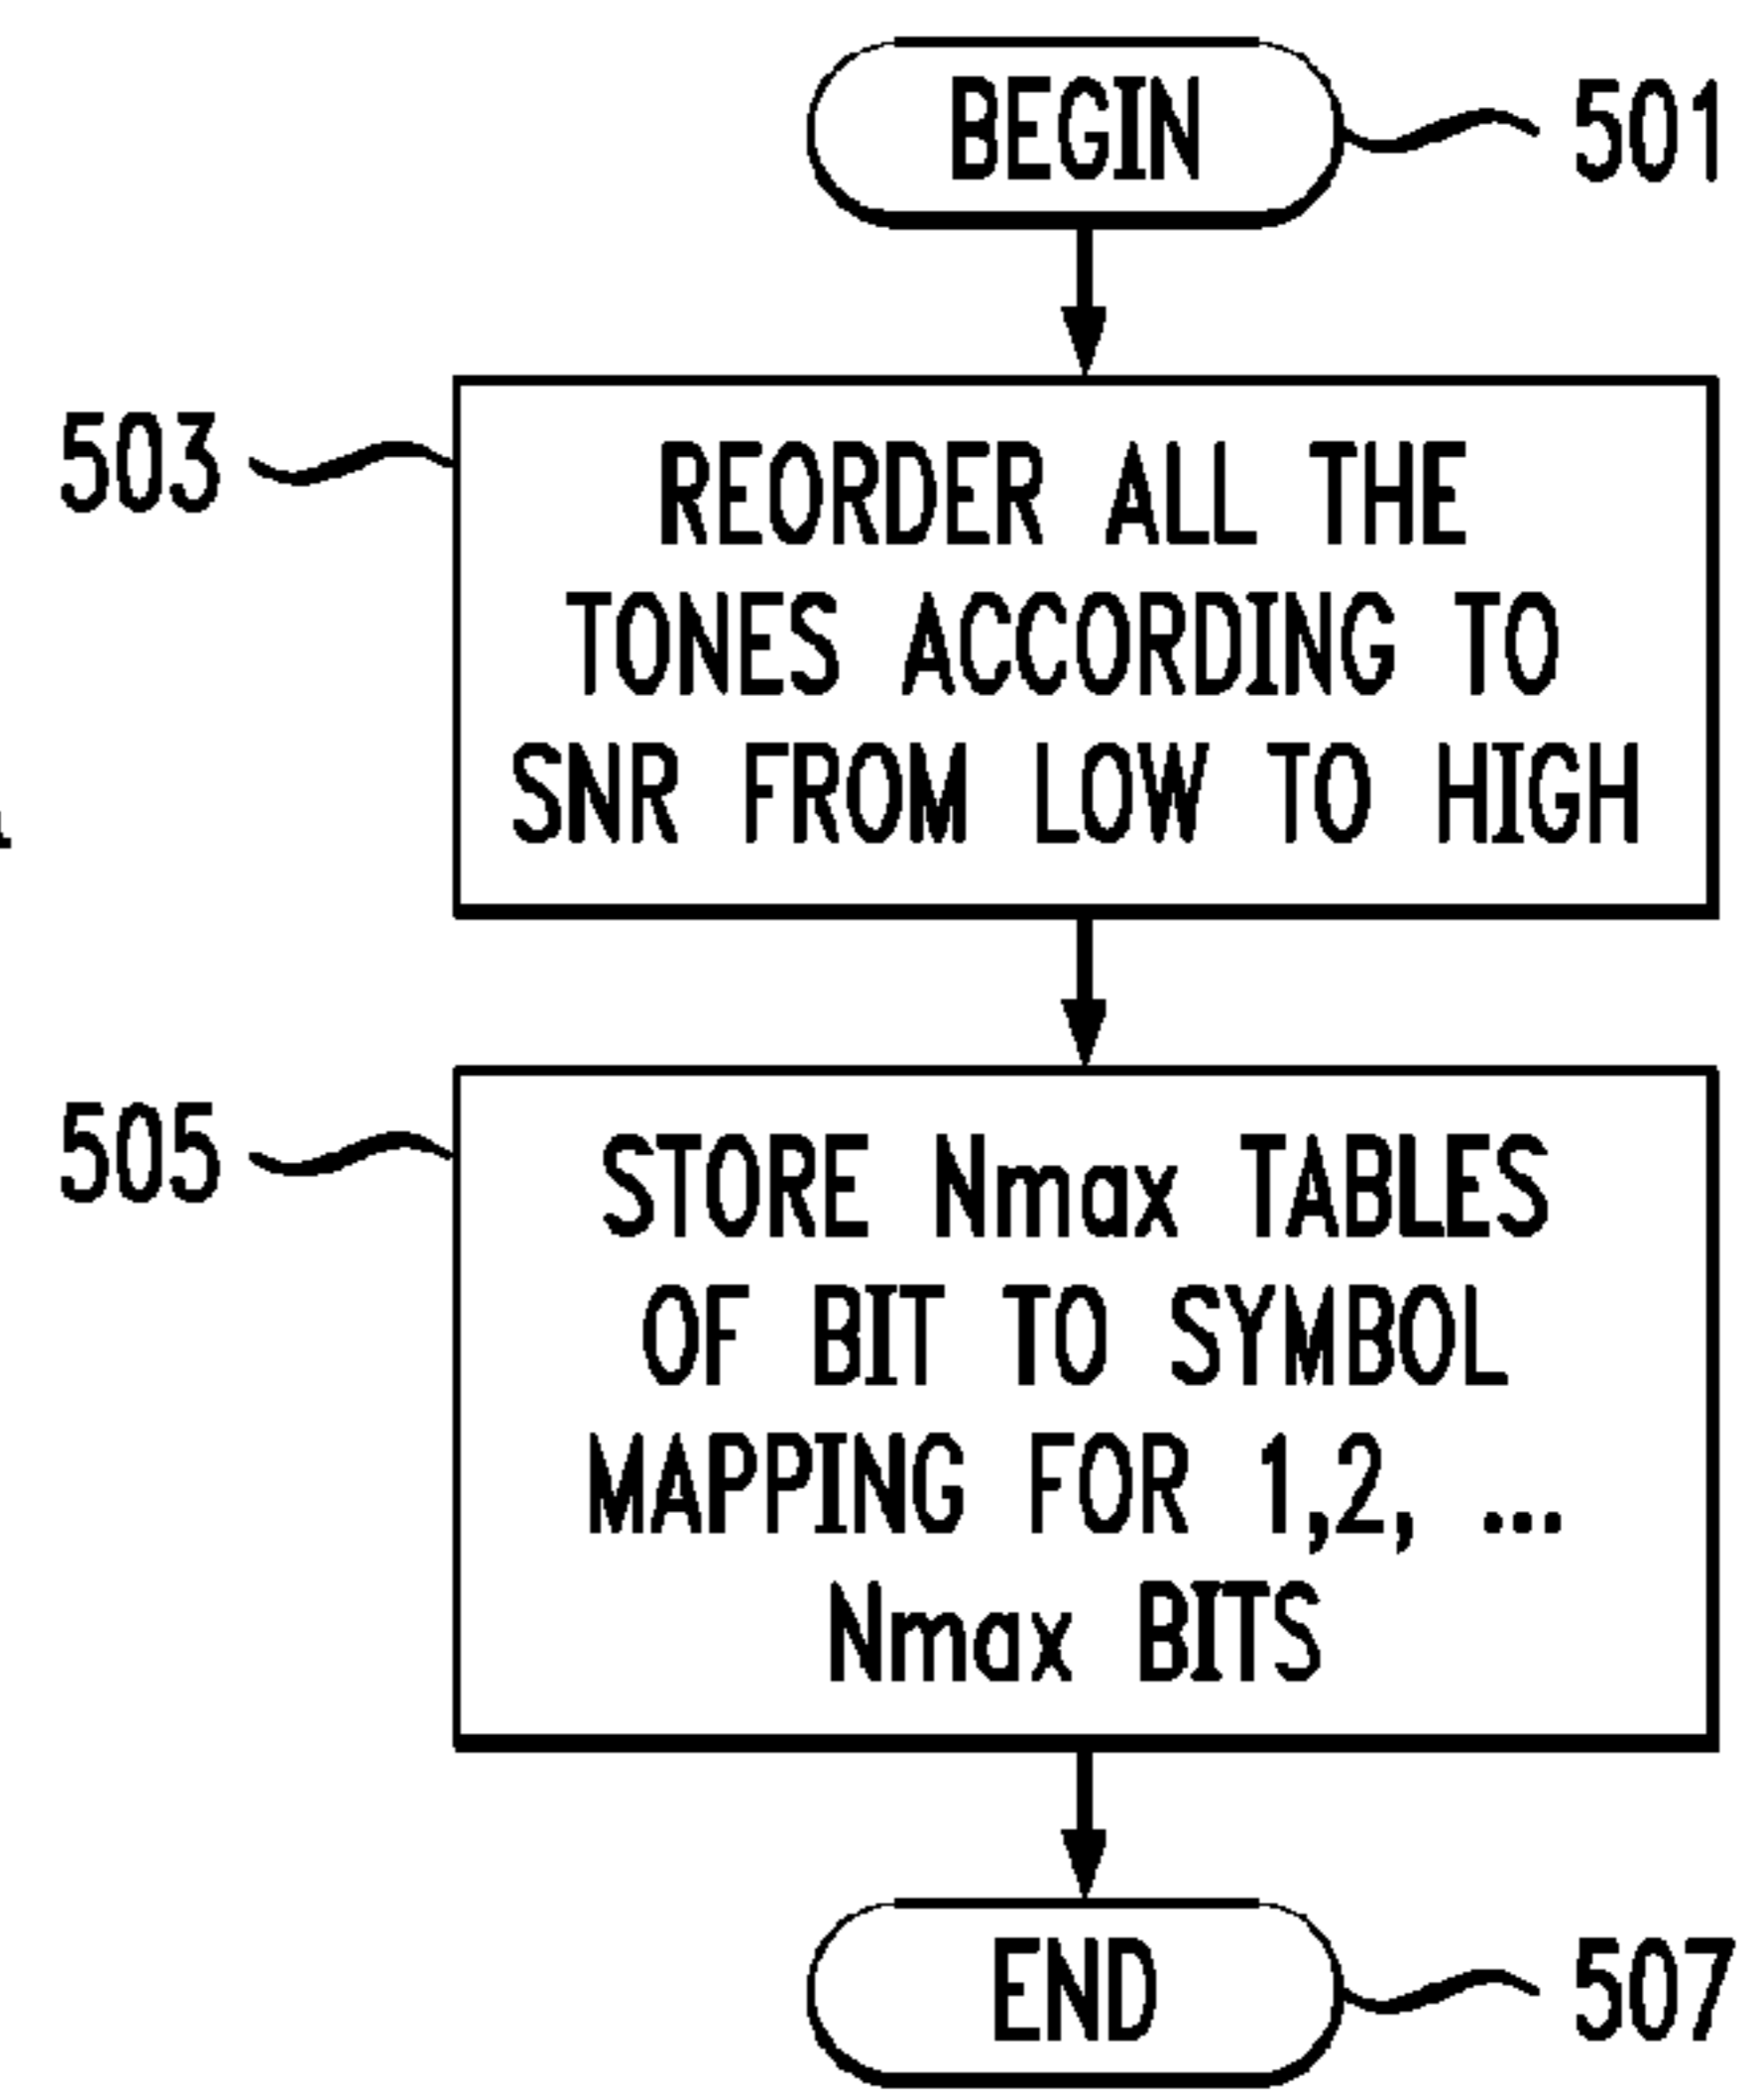 BEGIN
501
503
REORDER ALL THE
TONES ACCORDING TO
SNR FROM LOW TO HIGH
505
STORE Nmax TABLES
OF BIT TO SYMBOL
MAPPING FOR 1,2, ...
Nmax BITS
END
507